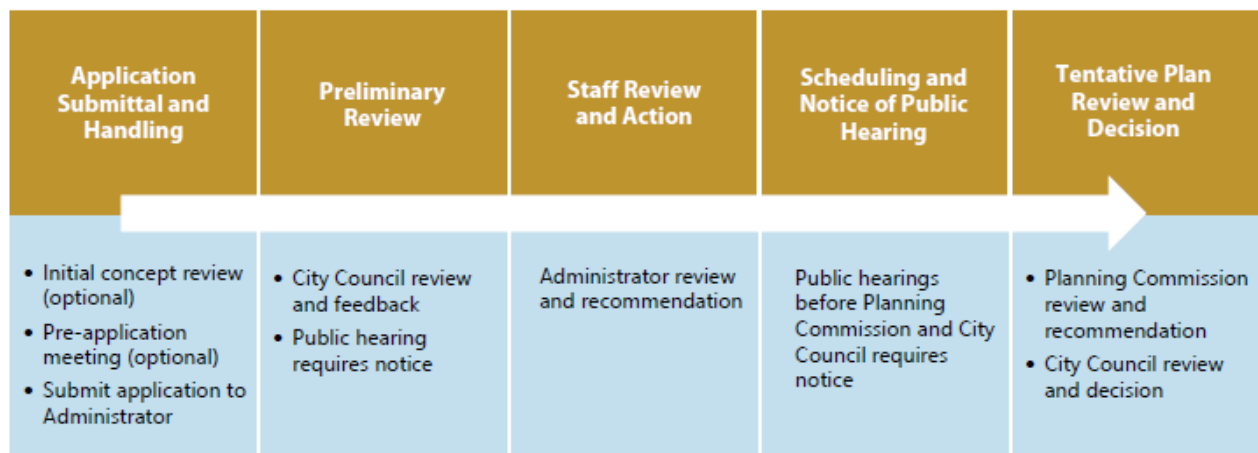 Application
Submittal and
Handling
Preliminary
Review
Staff Review
and Action
Scheduling and
Notice of Public
Hearing
Tentative Plan
Review and
Decision
• Initial concept review
(optional)
• Pre-application
meeting (optional)
• Submit application to
Administrator
• City Council review
and feedback
• Public hearing
requires notice
Administrator review
and recommendation
Public hearings
before Planning
Commission and City
Council requires
notice
• Planning Commission
review and
recommendation
• City Council review
and decision